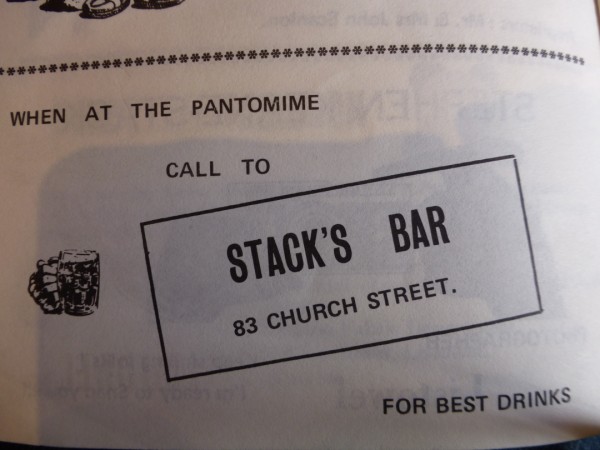 WHEN AT THE PANTOMIME
CALL TO
STACK'S BAR
83 CHURCH STREET.
FOR BEST DRINKS